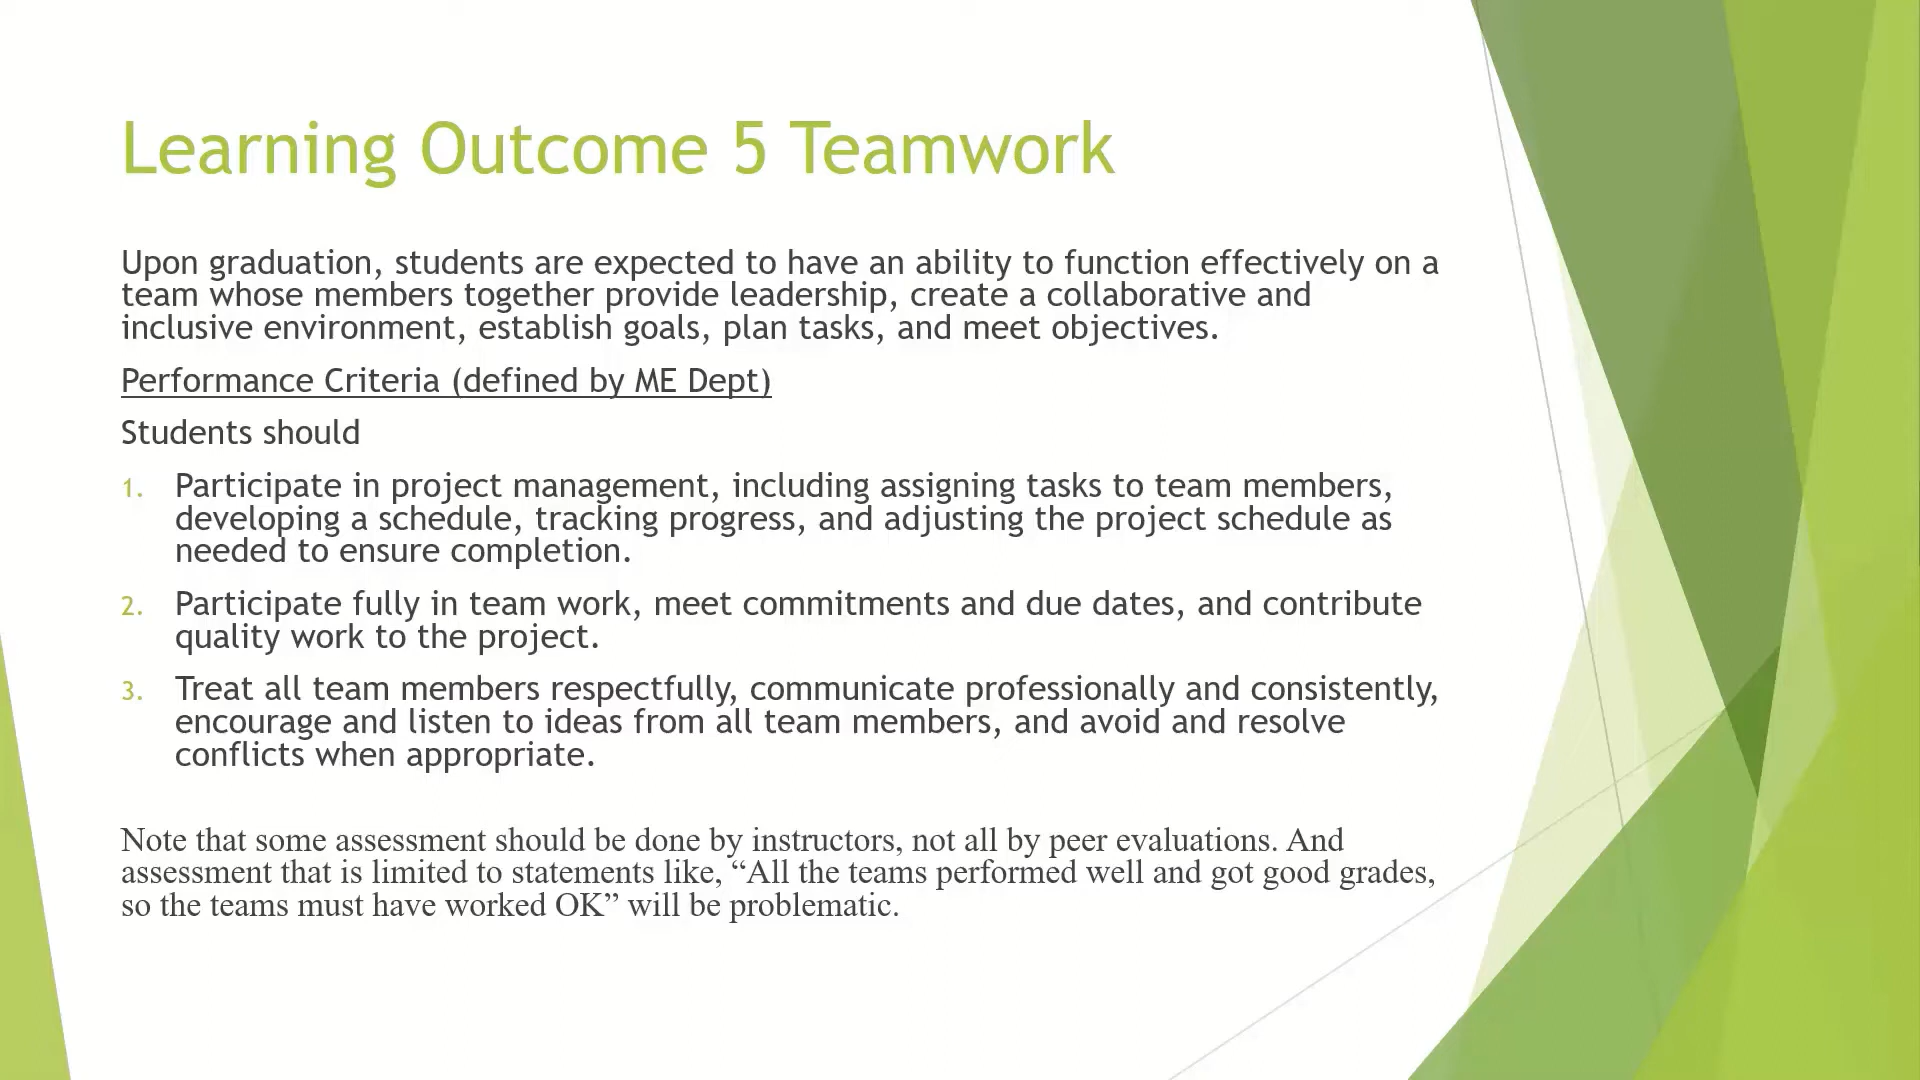 Learning Outcome 5 Teamwork
Upon graduation, students are expected to have an ability to function effectively on a
team whose members together provide leadership, create a collaborative and
inclusive environment, establish goals, plan tasks, and meet objectives.
Performance Criteria (defined by ME Dept)
Students should
1. Participate in project management, including assigning tasks to team members,
developing a schedule, tracking progress, and adjusting the project schedule as
needed to ensure completion.
2. Participate fully in team work, meet commitments and due dates, and contribute
quality work to the project.
3. Treat all team members respectfully, communicate professionally and consistently,
encourage and listen to ideas from all team members, and avoid and resolve
conflicts when appropriate.
Note that some assessment should be done by instructors, not all by peer evaluations. And
assessment that is limited to statements like, “All the teams performed well and got good grades,
so the teams must have worked OK” will be problematic.